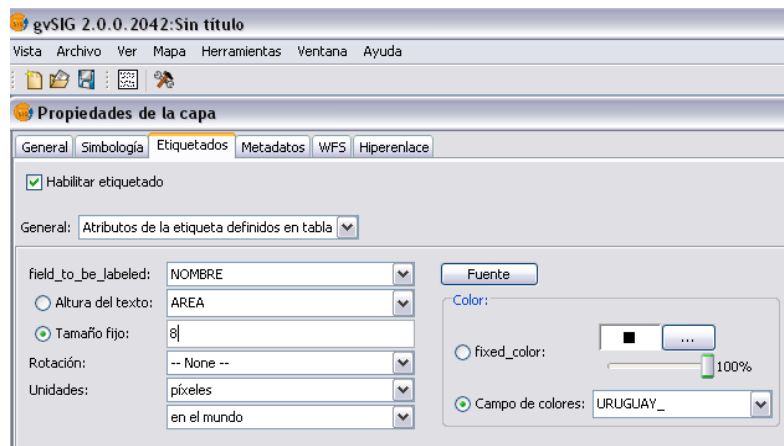 gvSIG 2.0.0.2042:Sin título
Vista Archivo Ver Mapa Herramientas Ventana Ayuda
Propiedades de la capa
General Simbología Etiquetados Metadatos WFS Hiperenlace
Habilitar etiquetado
General: Atributos de la etiqueta definidos en tabla
field_to_be_labeled: NOMBRE
Altura del texto: AREA
Tamaño fijo: 8
Rotación: -- None --
Unidades: píxeles
en el mundo
Fuente
Color:
fixed_color: ...
100%
Campo de colores: URUGUAY_